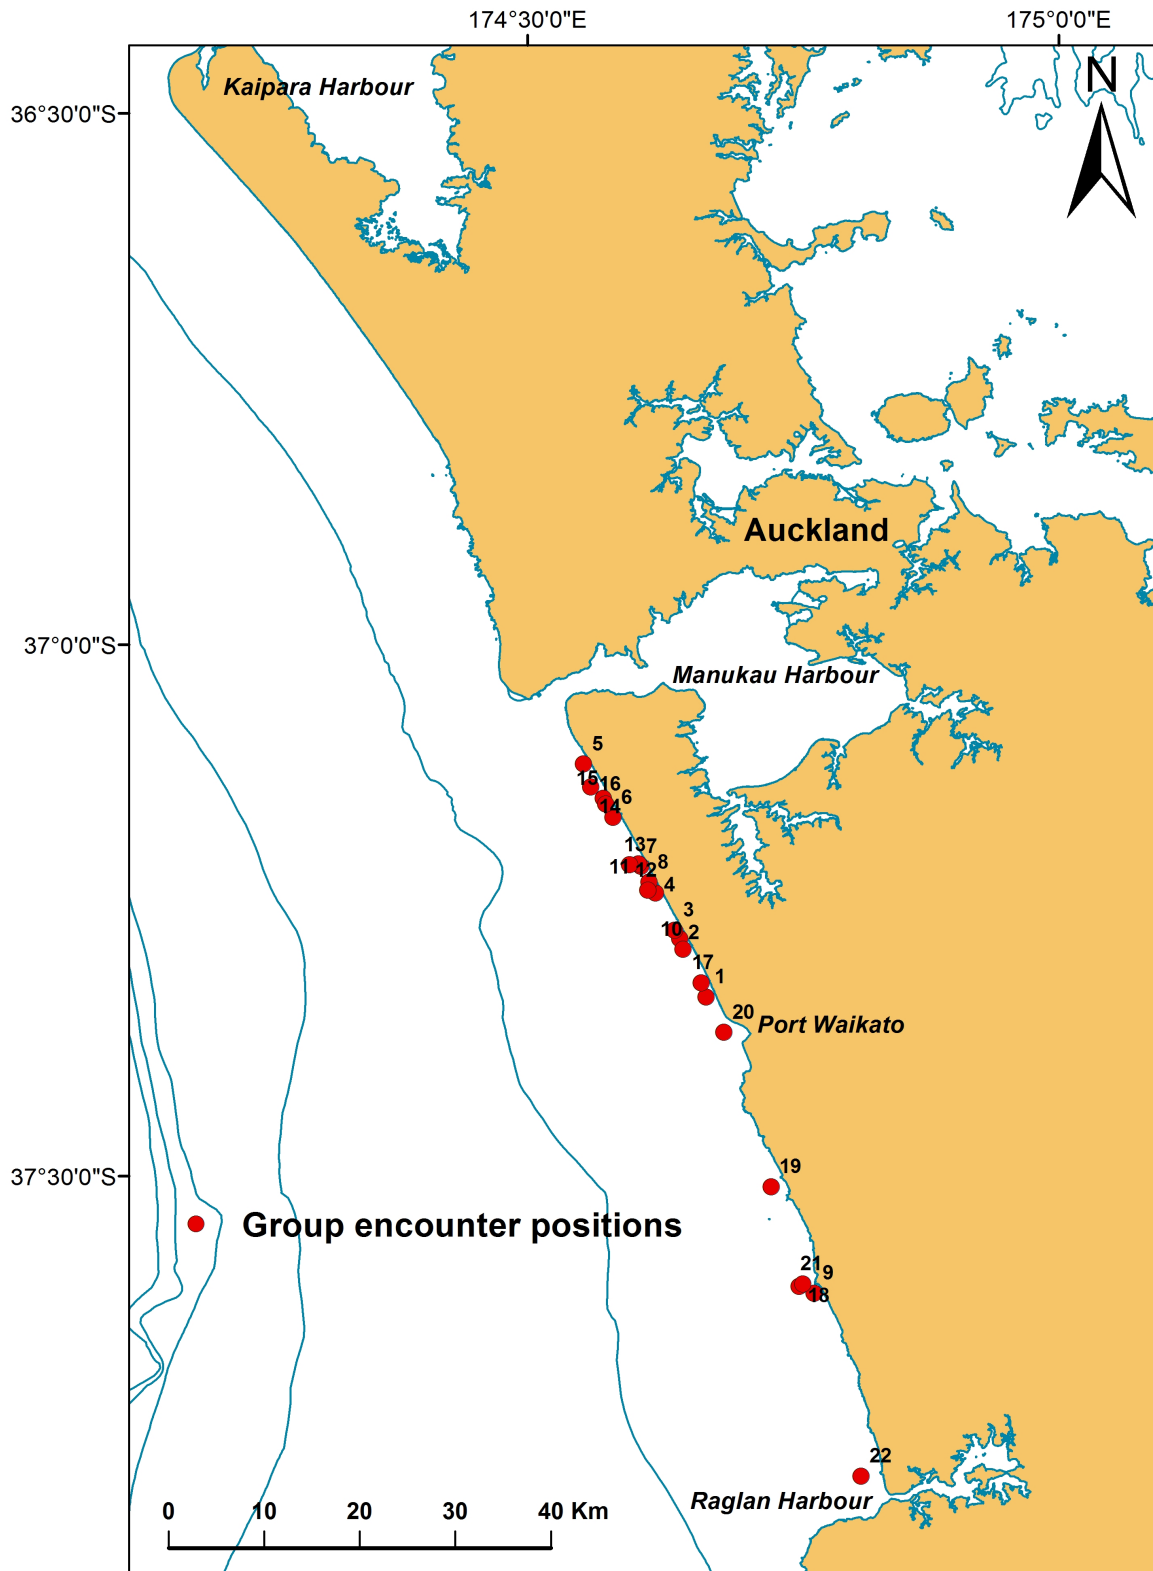 174°30'0"E
175°0'0"E
N
Kaipara Harbour
36°30'0"S
Auckland
37°0'0"S
Manukau Harbour
5
15
16
6
14
13
7
11
12
8
4
3
10
2
17
1
20
Port Waikato
37°30'0"S
19
Group encounter positions
21
9
18
22
Raglan Harbour
0 10 20 30 40 Km